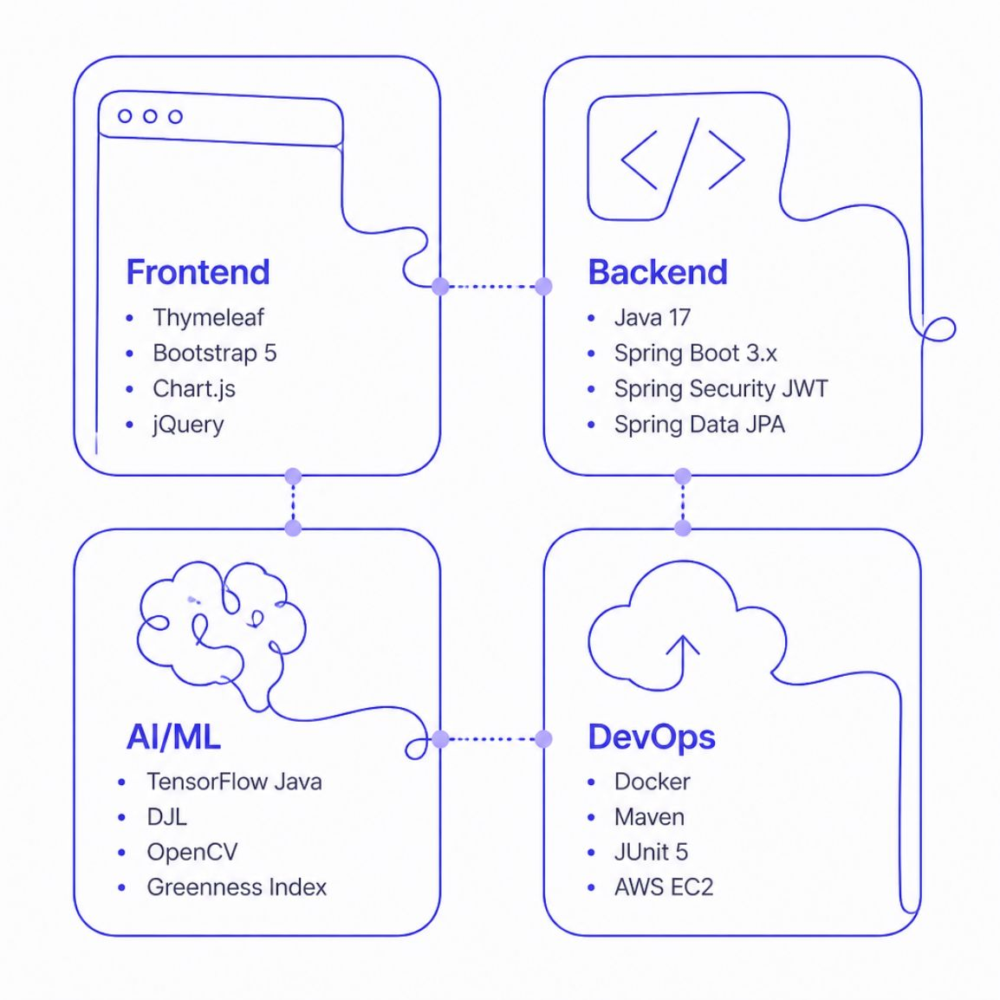 Frontend
• Thymeleaf
• Bootstrap 5
• Chart.js
• jQuery
Backend
• Java 17
• Spring Boot 3.x
• Spring Security JWT
• Spring Data JPA
AI/ML
• TensorFlow Java
• DJL
• OpenCV
• Greenness Index
DevOps
• Docker
• Maven
• JUnit 5
• AWS EC2